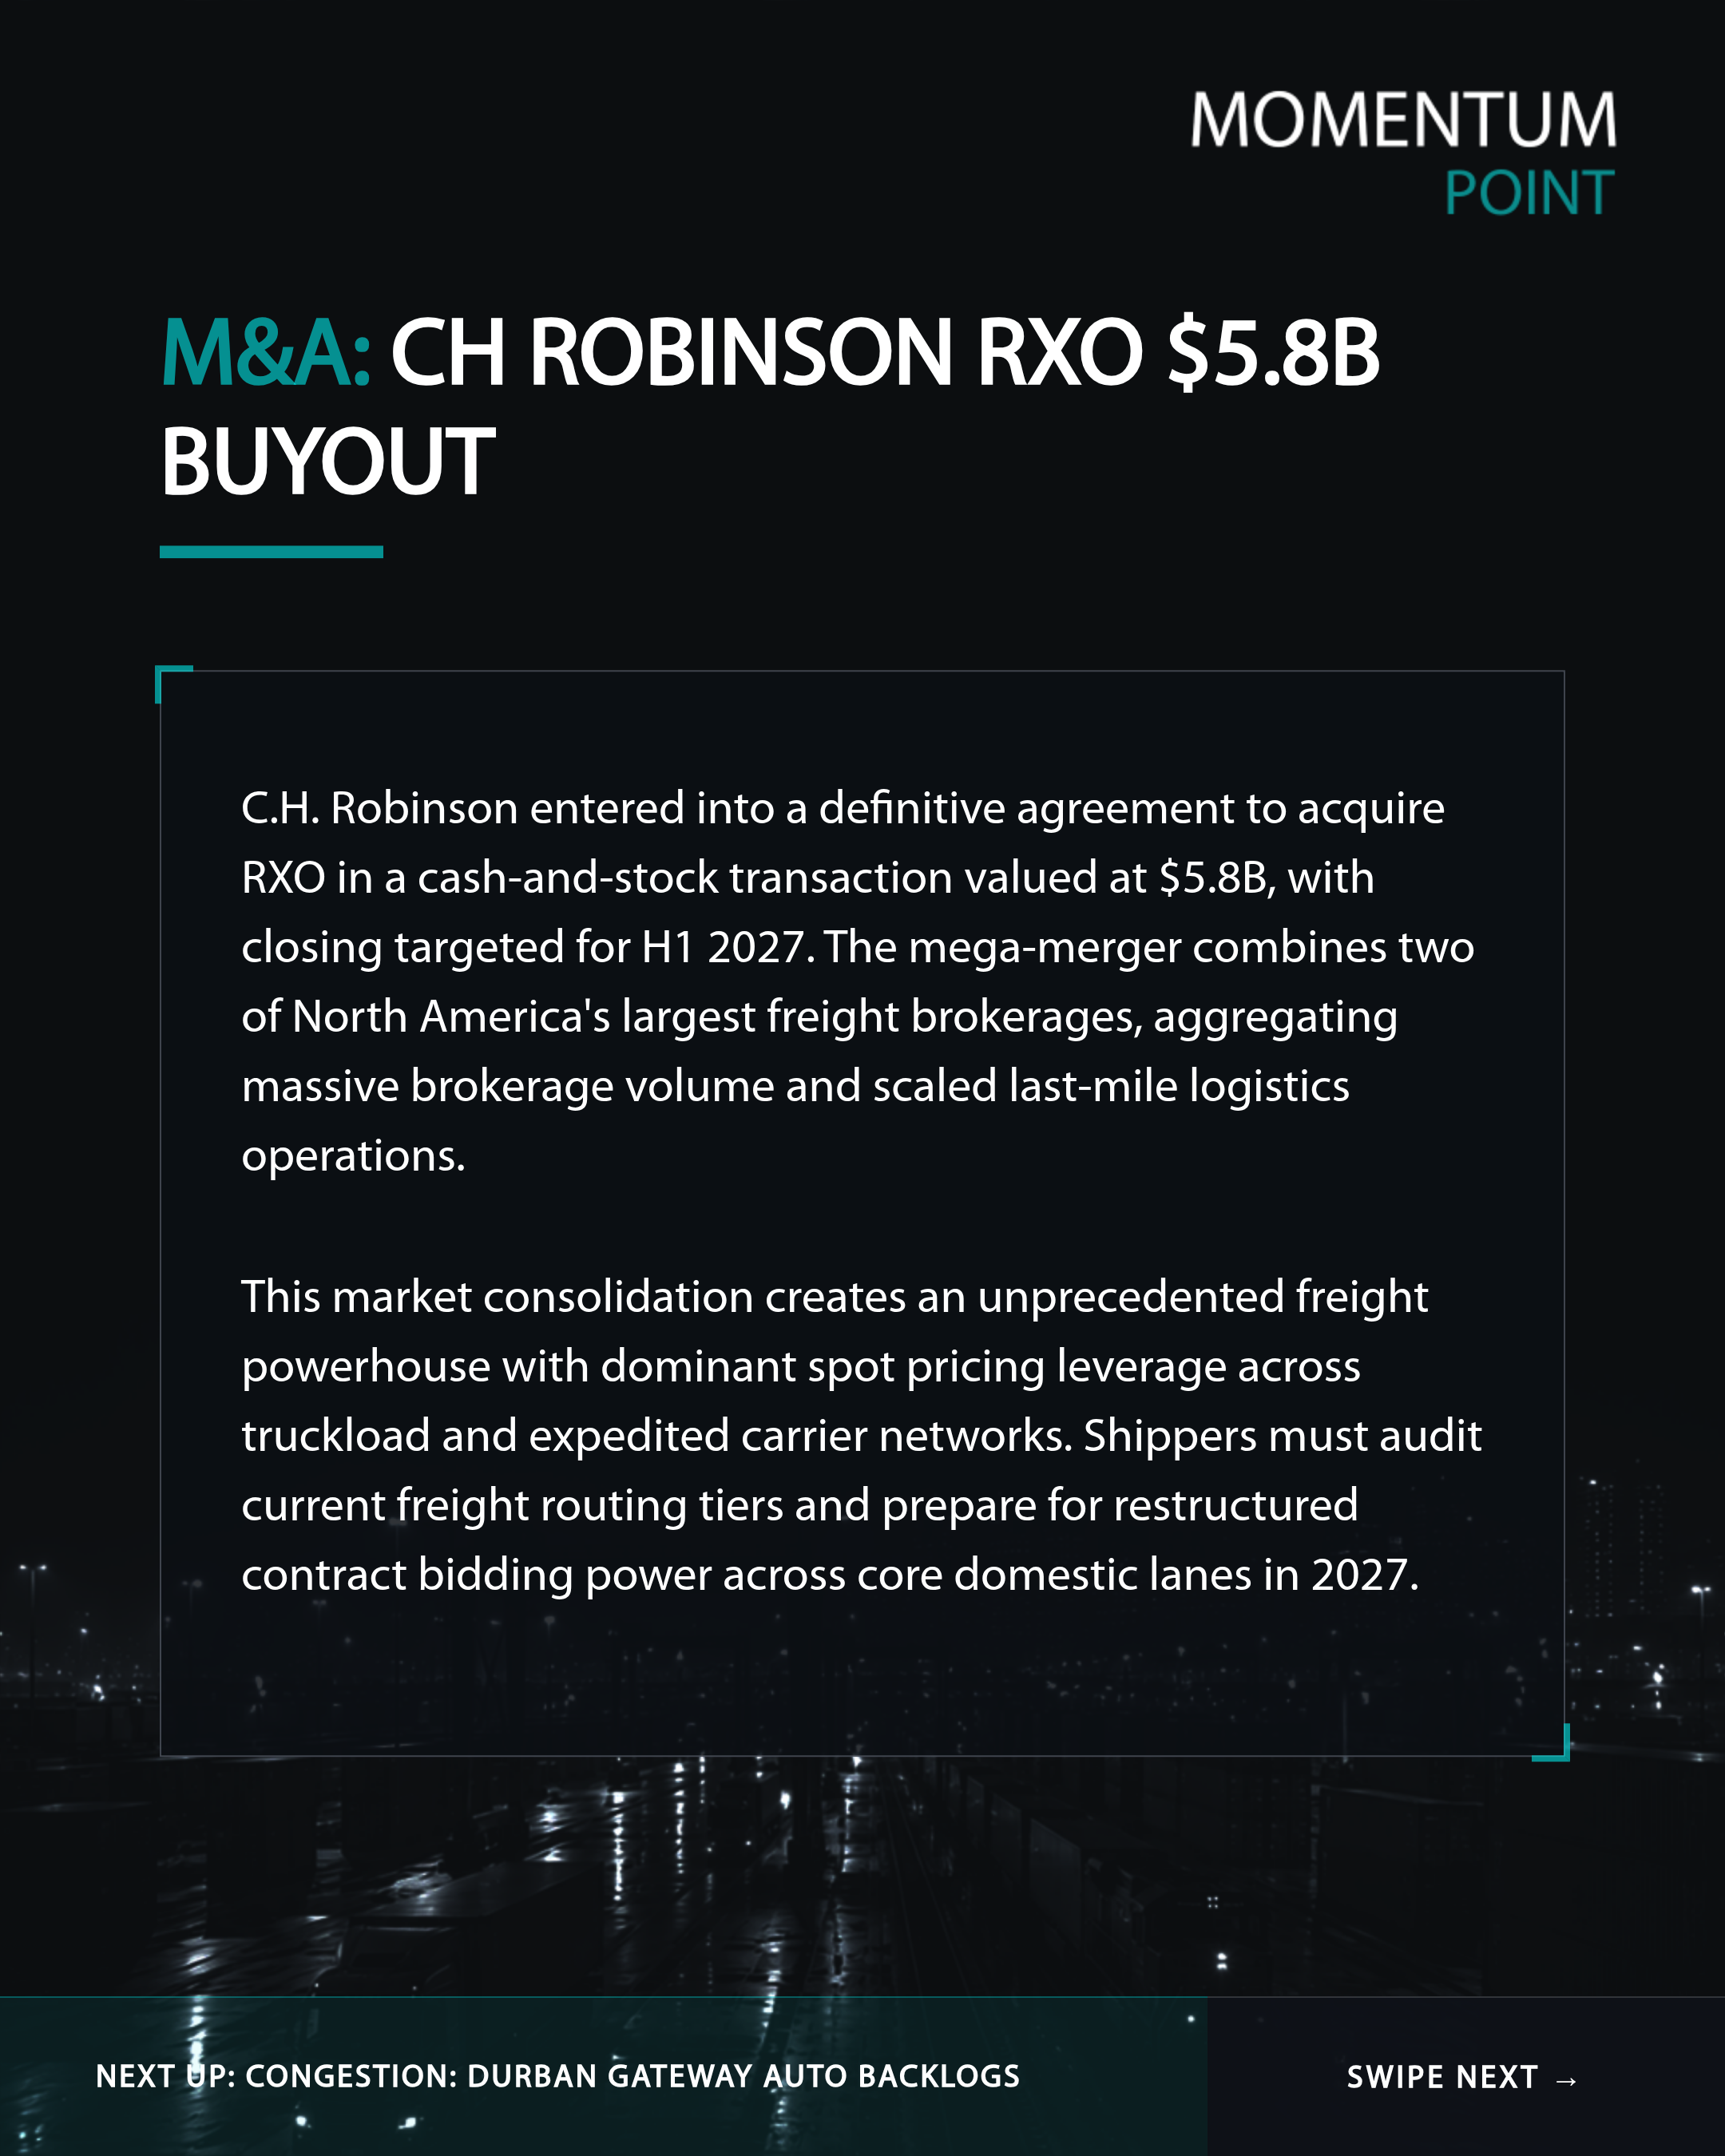 MOMENTUM
POINT
M&A: CH ROBINSON RXO $5.8B
BUYOUT
C.H. Robinson entered into a definitive agreement to acquire
RXO in a cash-and-stock transaction valued at $5.8B, with
closing targeted for H1 2027. The mega-merger combines two
of North America's largest freight brokerages, aggregating
massive brokerage volume and scaled last-mile logistics
operations.
This market consolidation creates an unprecedented freight
powerhouse with dominant spot pricing leverage across
truckload and expedited carrier networks. Shippers must audit
current freight routing tiers and prepare for restructured
contract bidding power across core domestic lanes in 2027.
NEXT UP: CONGESTION: DURBAN GATEWAY AUTO BACKLOGS
SWIPE NEXT →